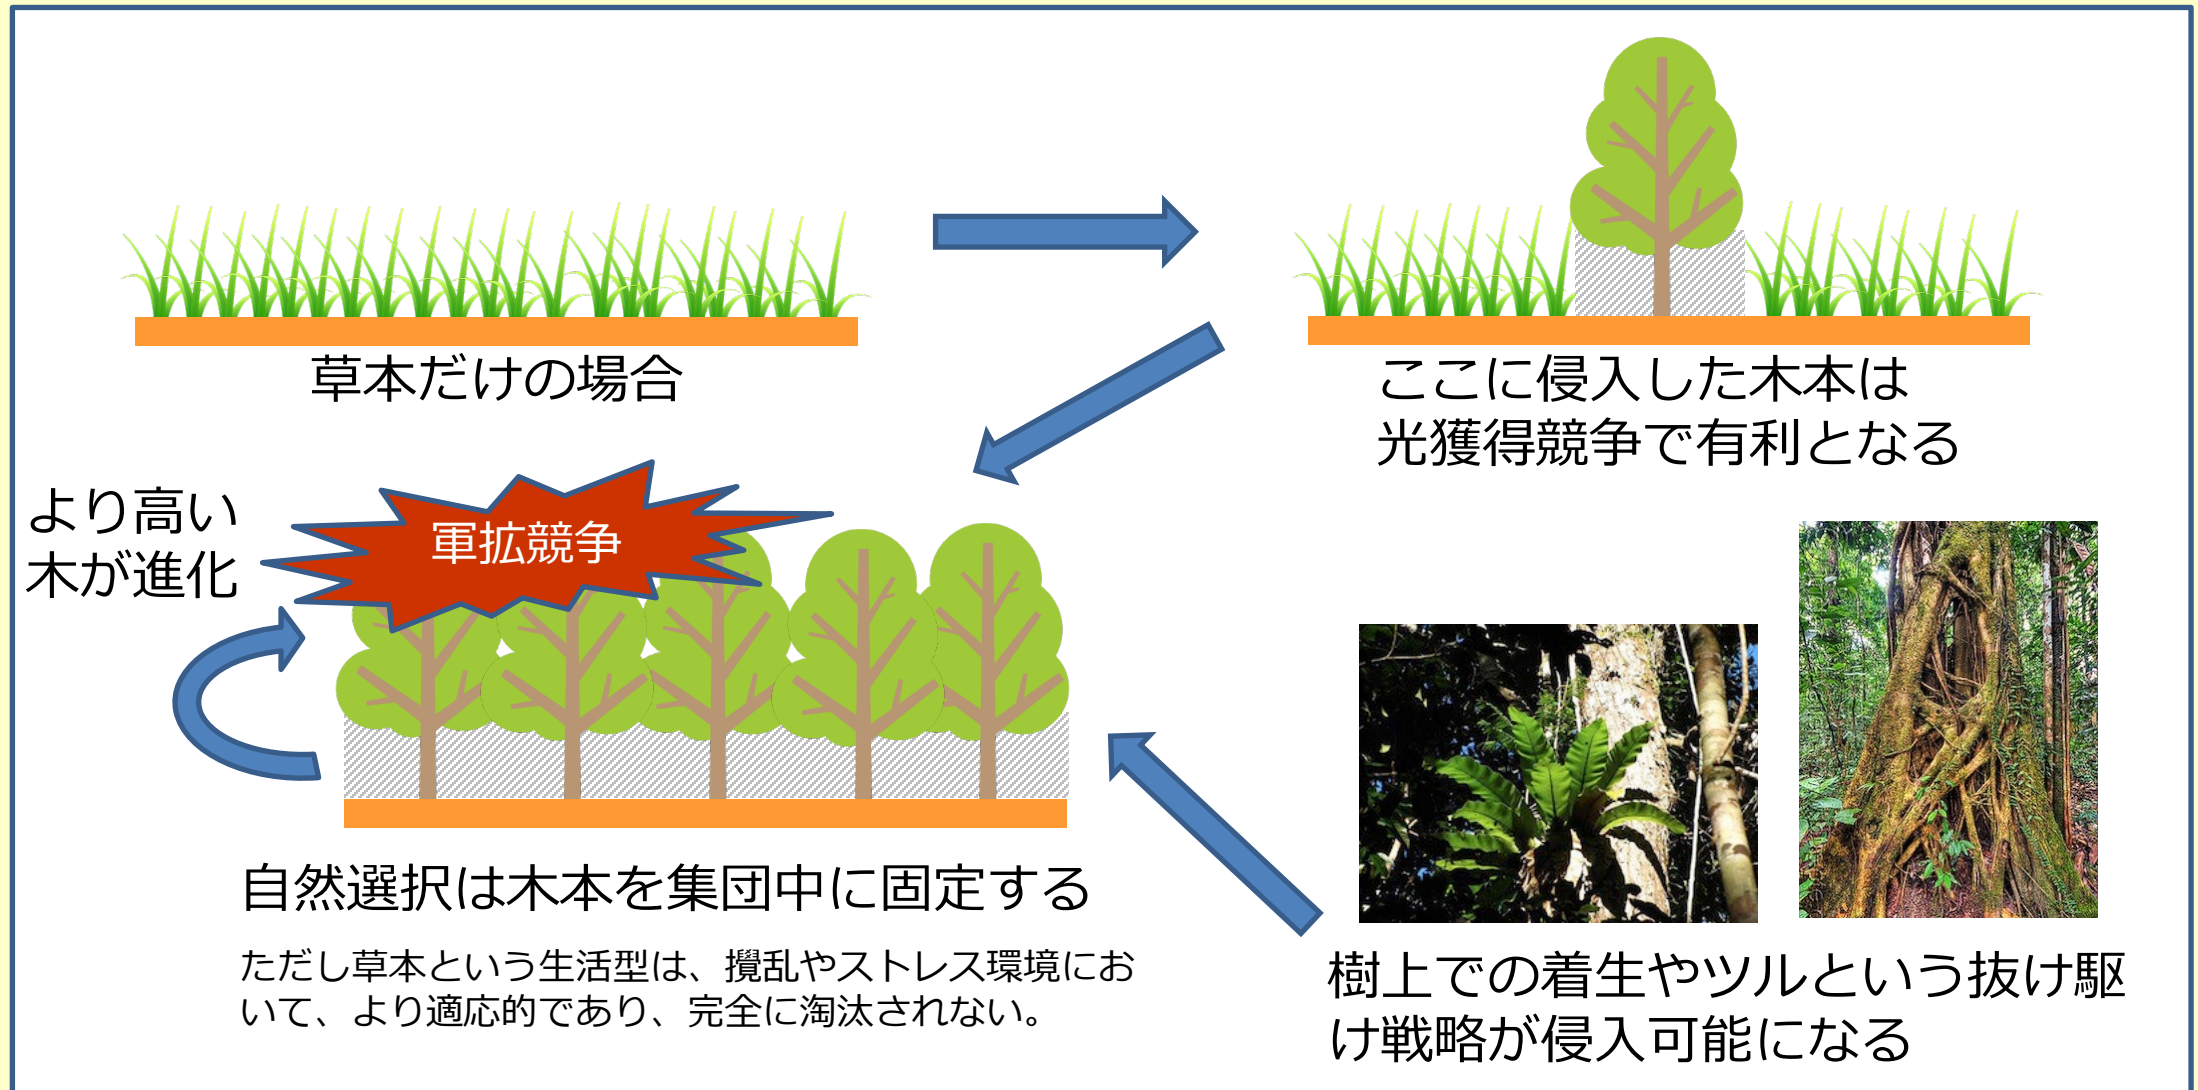 草本だけの場合
ここに侵入した木本は
光獲得競争で有利となる
より高い
木が進化
軍拡競争
自然選択は木本を集団中に固定する
ただし草本という生活型は、攪乱やストレス環境にお
いて、より適応的であり、完全に淘汰されない。
樹上での着生やツルという抜け駆
け戦略が侵入可能になる